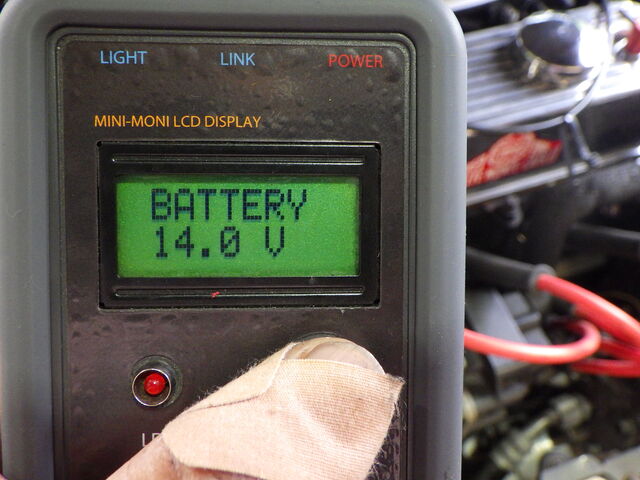 LIGHT LINK POWER
MINI-MONI LCD DISPLAY
BATTERY
14.0 V